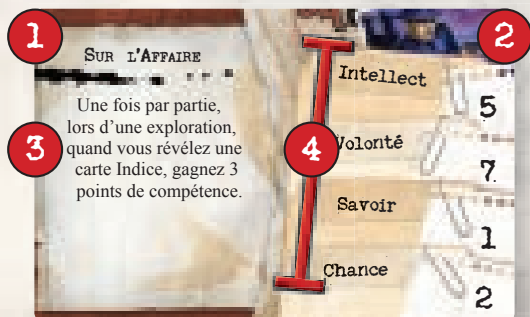 1
2
SUR L'AFFAIRE
Une fois par partie,
lors d'une exploration,
quand vous révélez une
carte Indice, gagnez 3
points de compétence.
3
4
Intellect 5
Volonté 7
Savoir 1
Chance 2